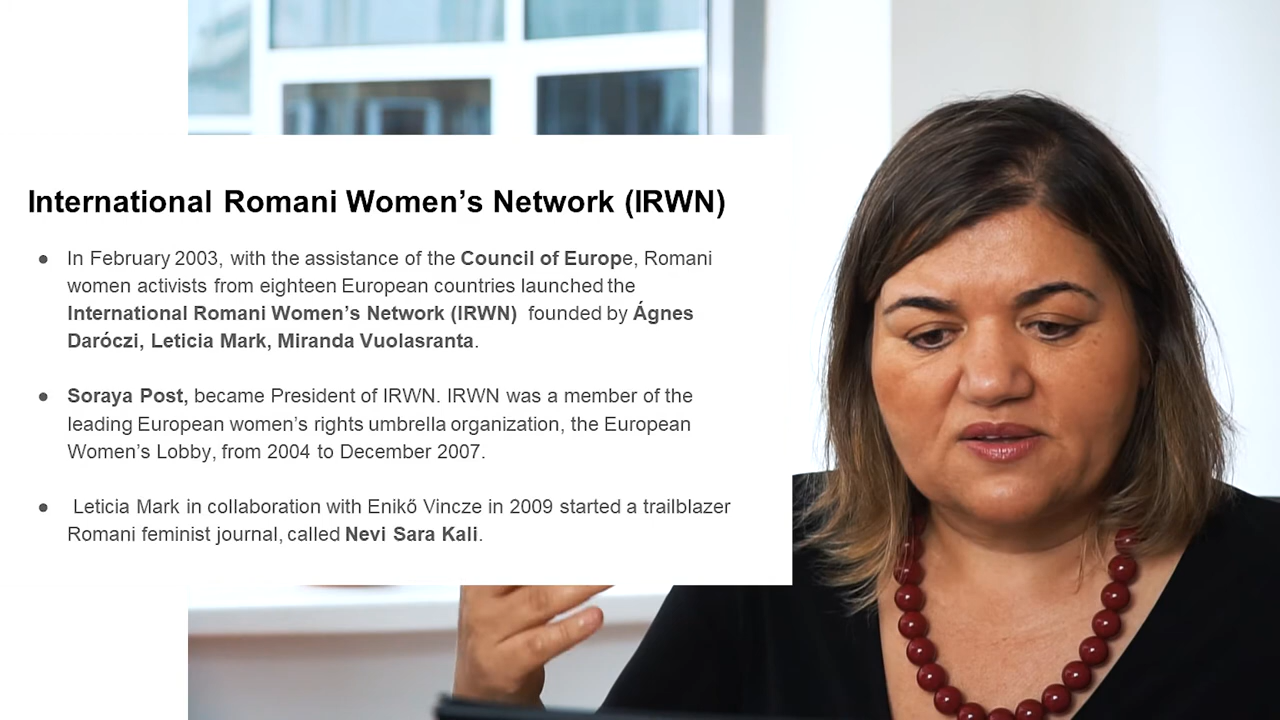 International Romani Women’s Network (IRWN)
● In February 2003, with the assistance of the Council of Europe, Romani
women activists from eighteen European countries launched the
International Romani Women’s Network (IRWN) founded by Ágnes
Daróczi, Leticia Mark, Miranda Vuolasranta.
● Soraya Post, became President of IRWN. IRWN was a member of the
leading European women’s rights umbrella organization, the European
Women’s Lobby, from 2004 to December 2007.
● Leticia Mark in collaboration with Enikő Vincze in 2009 started a trailblazer
Romani feminist journal, called Nevi Sara Kali.